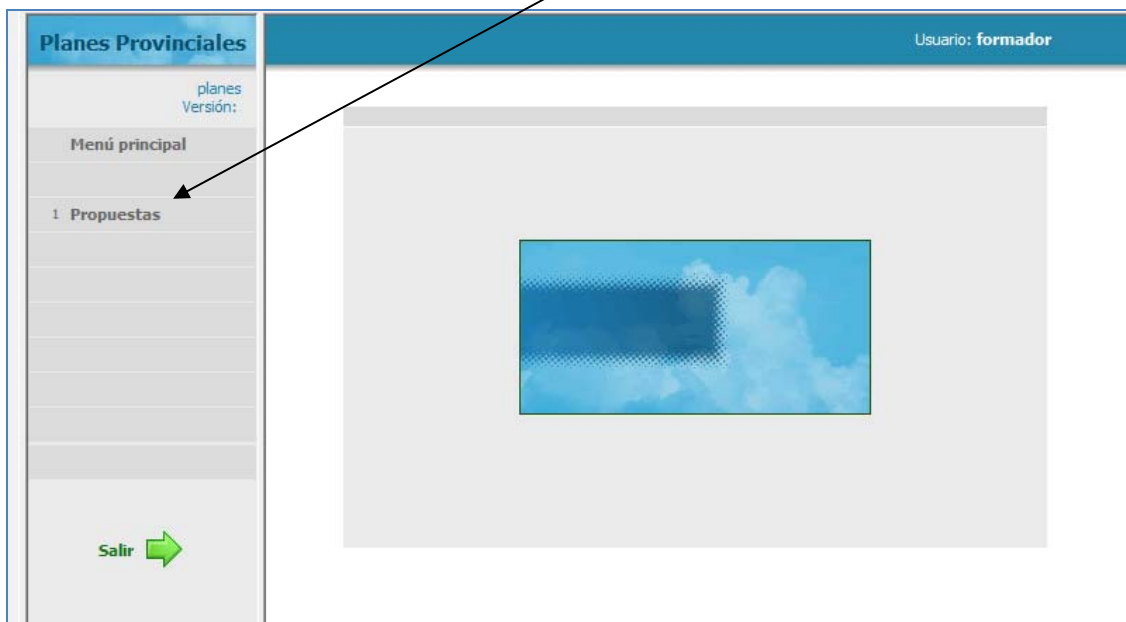 Planes Provinciales
Usuario: formador
planes
Versión:
Menú principal
1 Propuestas
Salir